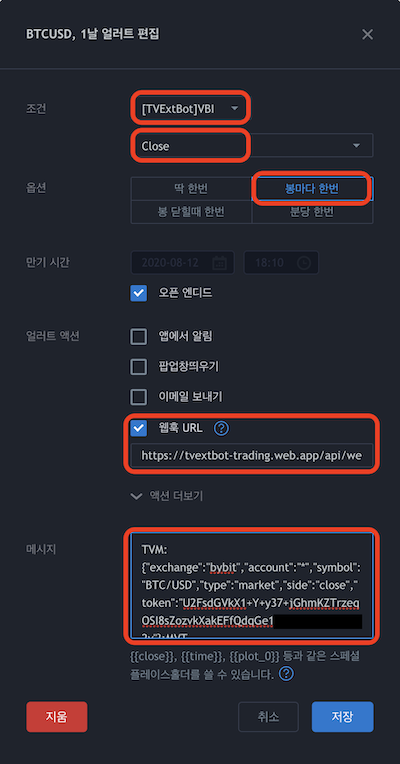 BTCUSD, 1날 얼러트 편집
조건
[TVExtBot]VBI
Close
옵션
딱 한번
봉마다 한번
봉 닫힐때 한번
분당 한번
만기 시간
2020-08-12
18:10
오픈 엔디드
얼러트 액션
앱에서 알림
팝업창띄우기
이메일 보내기
웹훅 URL
https://tvextbot-trading.web.app/api/we
액션 더보기
메시지
TVM:
{"exchange":"bybit","account":"*","symbol":
"BTC/USD","type":"market","side":"close","
token":"U2FsdGVkX1+Y+y37+jGhmKZTrzeq
OSI8sZozvkXakEFfQdqGe1
{{close}}, {{time}}, {{plot_0}} 등과 같은 스페셜
플레이스홀더를 쓸 수 있습니다.
지움
취소
저장